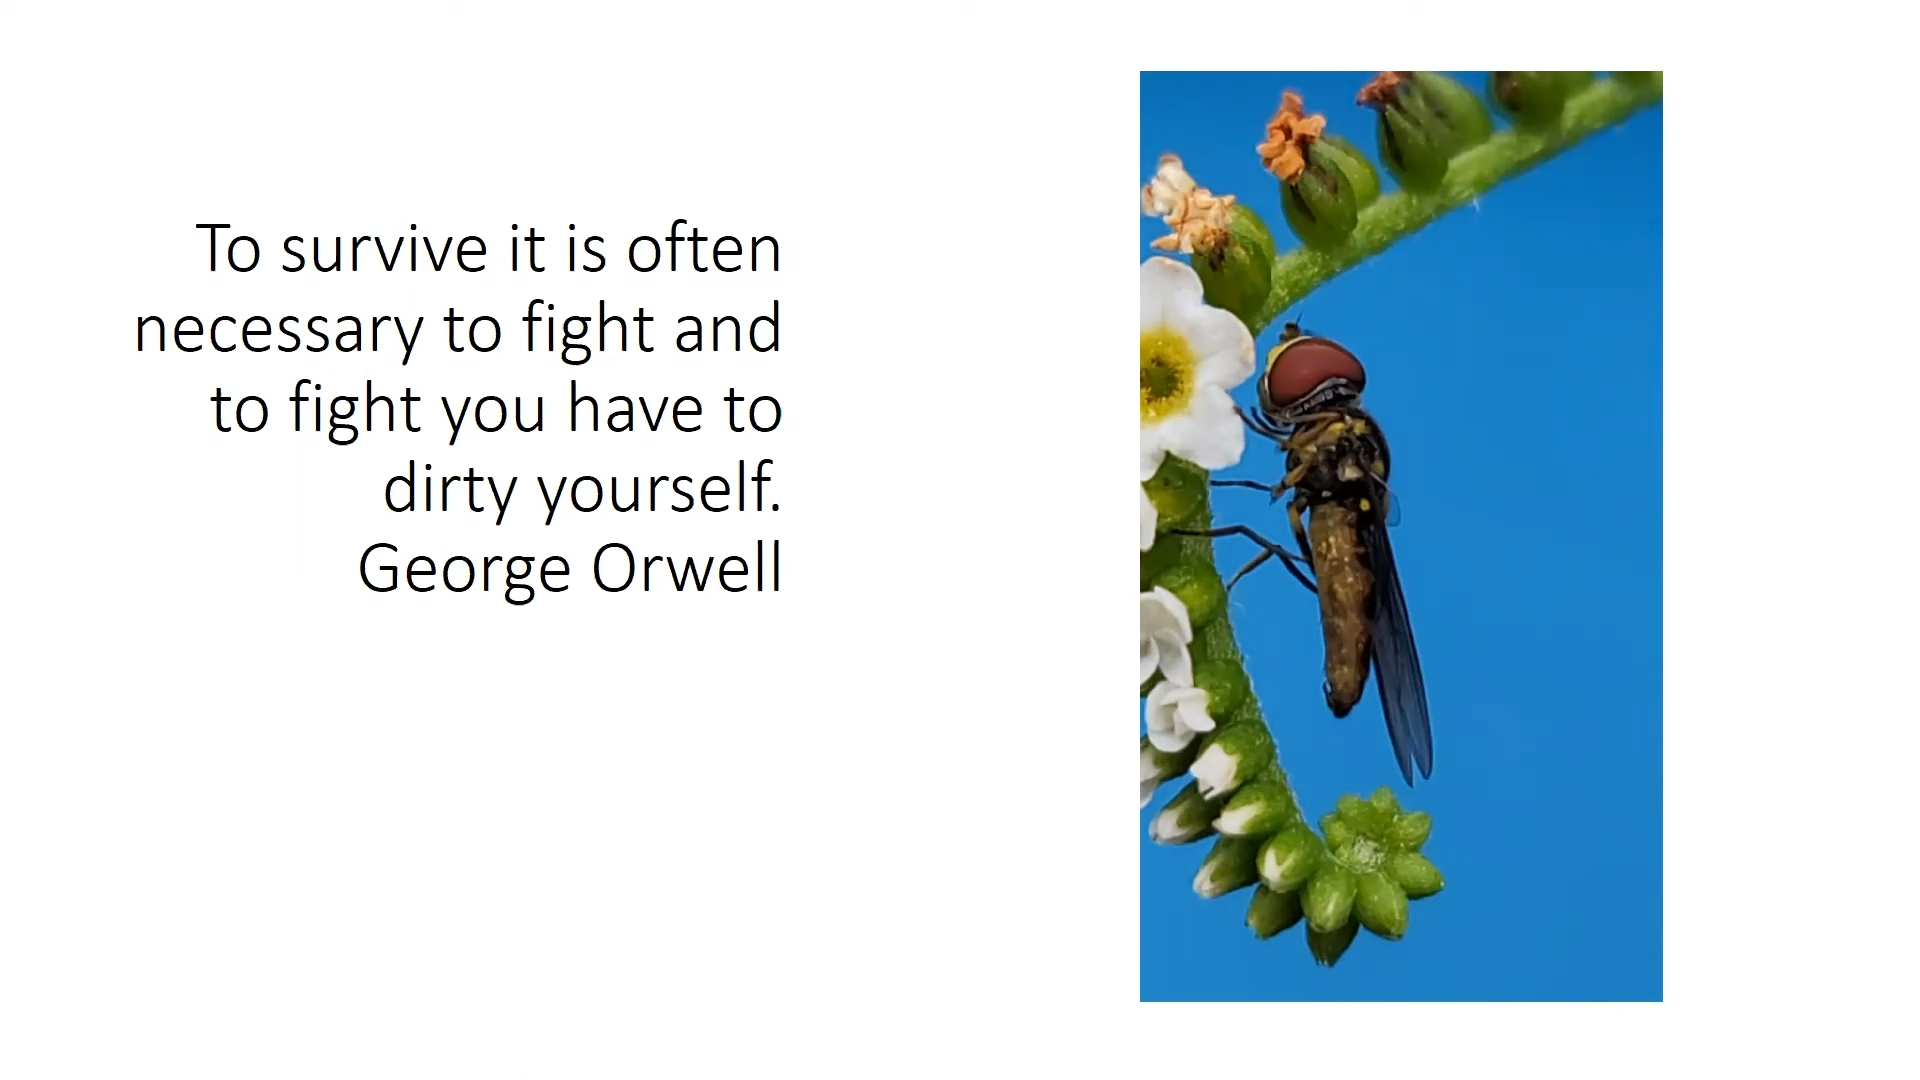 To survive it is often
necessary to fight and
to fight you have to
dirty yourself.
George Orwell